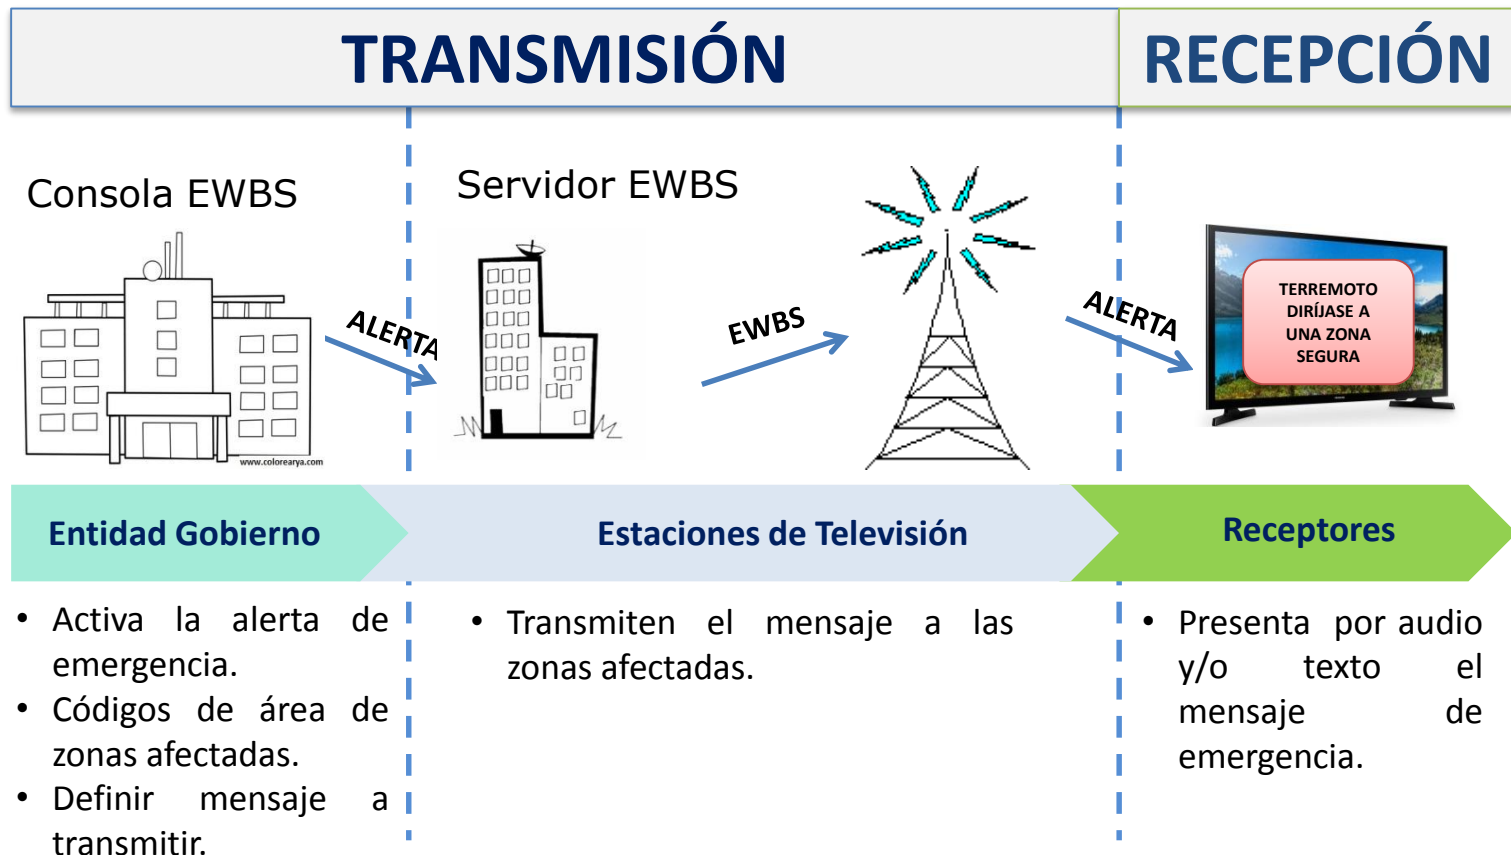 TRANSMISIÓN
RECEPCIÓN
Consola EWBS
Servidor EWBS
ALERTA
EWBS
ALERTA
TERREMOTO
DIRÍJASE A
UNA ZONA
SEGURA
www.colorearya.com
Entidad Gobierno
Estaciones de Televisión
Receptores
• Activa la alerta de
emergencia.
• Códigos de área de
zonas afectadas.
• Definir mensaje a
transmitir.
• Transmiten el mensaje a las
zonas afectadas.
• Presenta por audio
y/o texto el
mensaje de
emergencia.